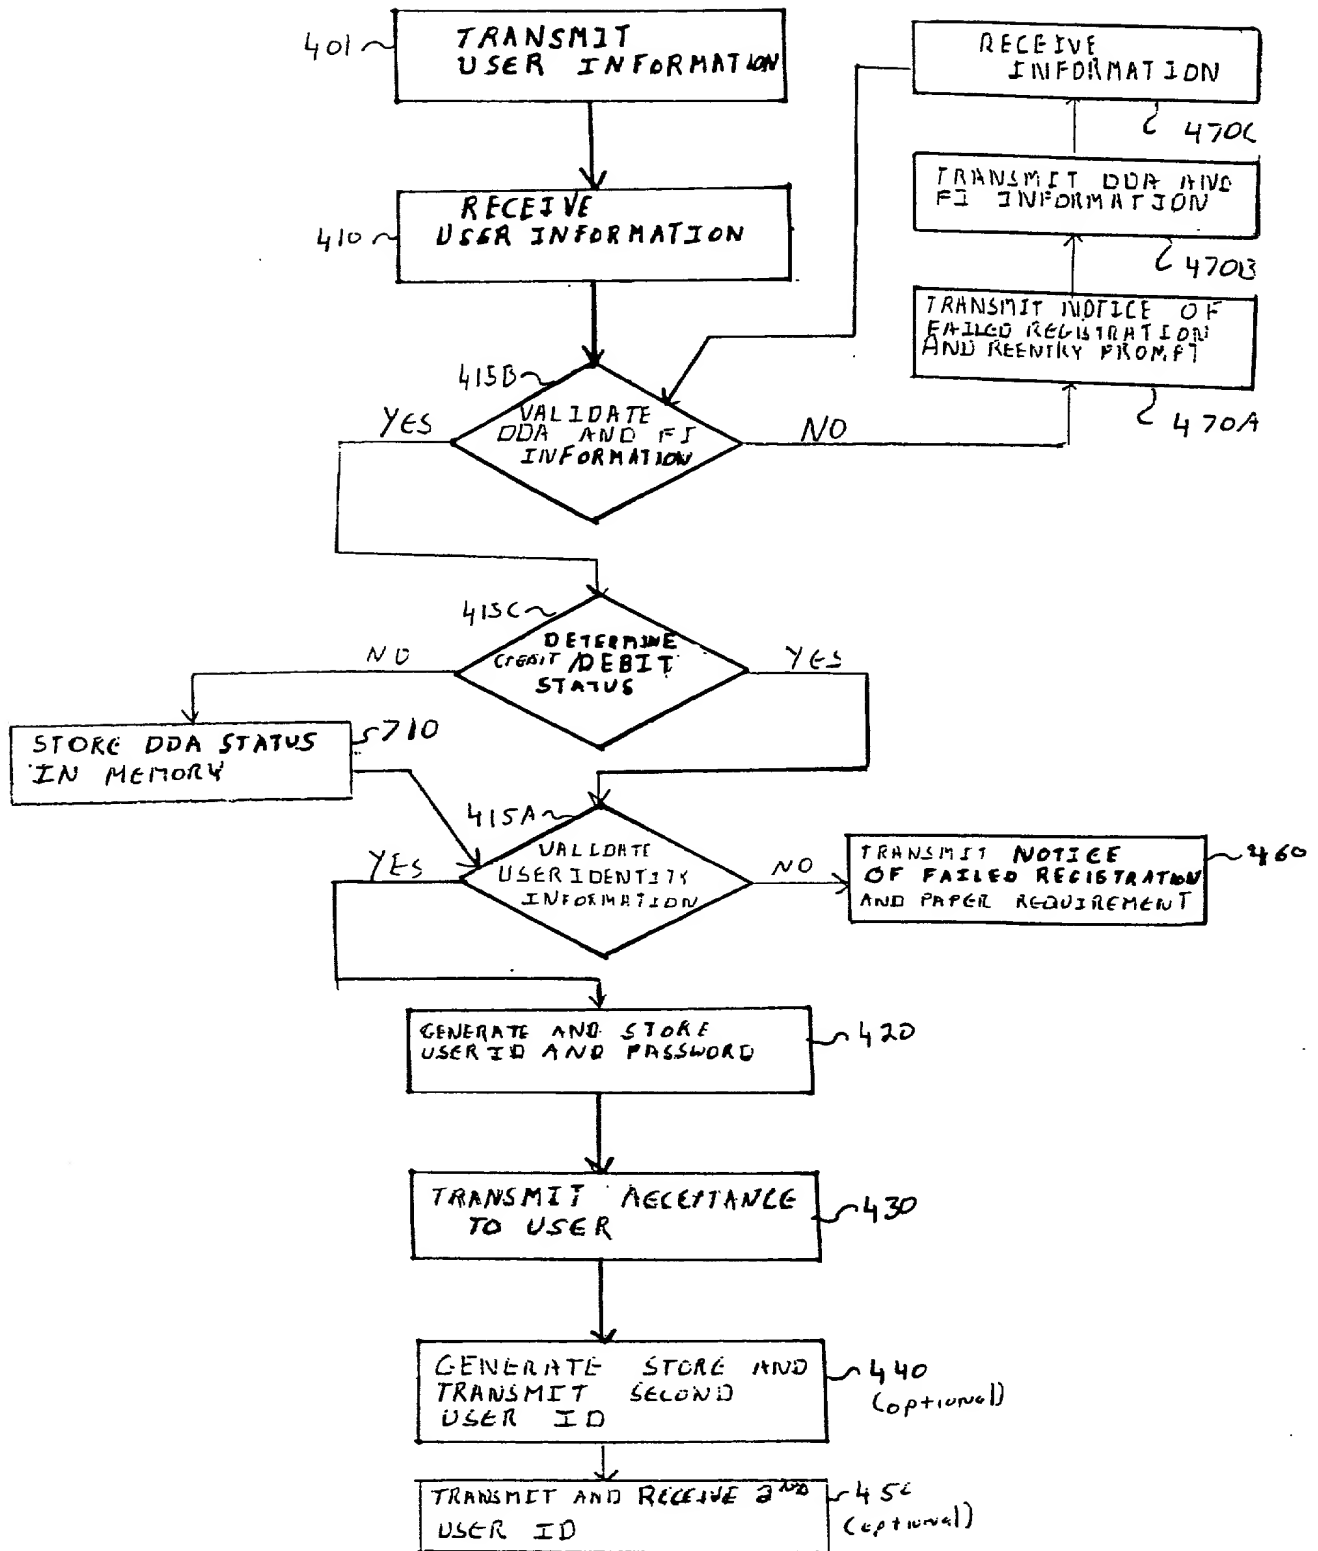 401
TRANSMIT
USER INFORMATION
RECEIVE
INFORMATION
470C
410
RECEIVE
USER INFORMATION
TRANSMIT DDA AND
FI INFORMATION
470B
TRANSMIT NOTICE OF
FAILED REGISTRATION
AND REENTRY PROMPT
470A
415B
YES
VALIDATE
DDA AND FI
INFORMATION
NO
415C
NO
DETERMINE
CREDIT/DEBIT
STATUS
YES
STORE DDA STATUS
IN MEMORY
710
415A
YES
VALIDATE
USER IDENTITY
INFORMATION
NO
TRANSMIT NOTICE
OF FAILED REGISTRATION
AND PAPER REQUIREMENT
460
GENERATE AND STORE
USER ID AND PASSWORD
420
TRANSMIT ACCEPTANCE
TO USER
430
GENERATE STORE AND
TRANSMIT SECOND
USER ID
440
(optional)
TRANSMIT AND RECEIVE 2ND
USER ID
(optional)